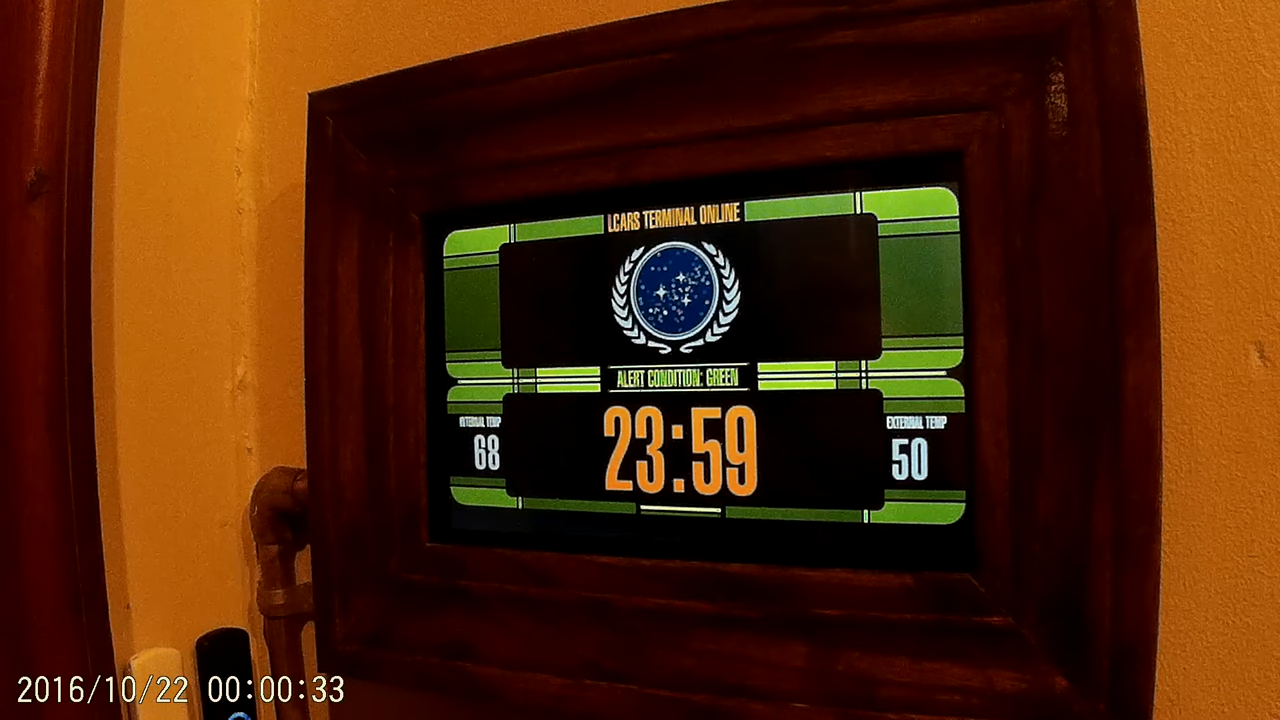 LCARS TERMINAL ONLINE
ALERT CONDITION: GREEN
INTERNAL TEMP
68
23:59
EXTERNAL TEMP
50
2016/10/22 00:00:33